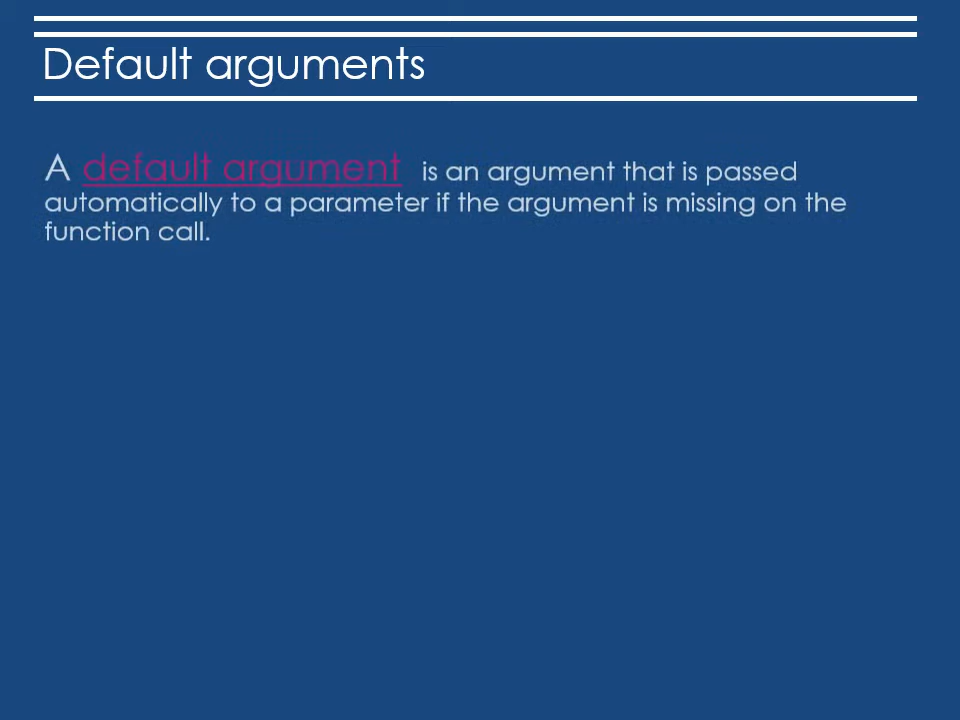 Default arguments
A default argument is an argument that is passed
automatically to a parameter if the argument is missing on the
function call.